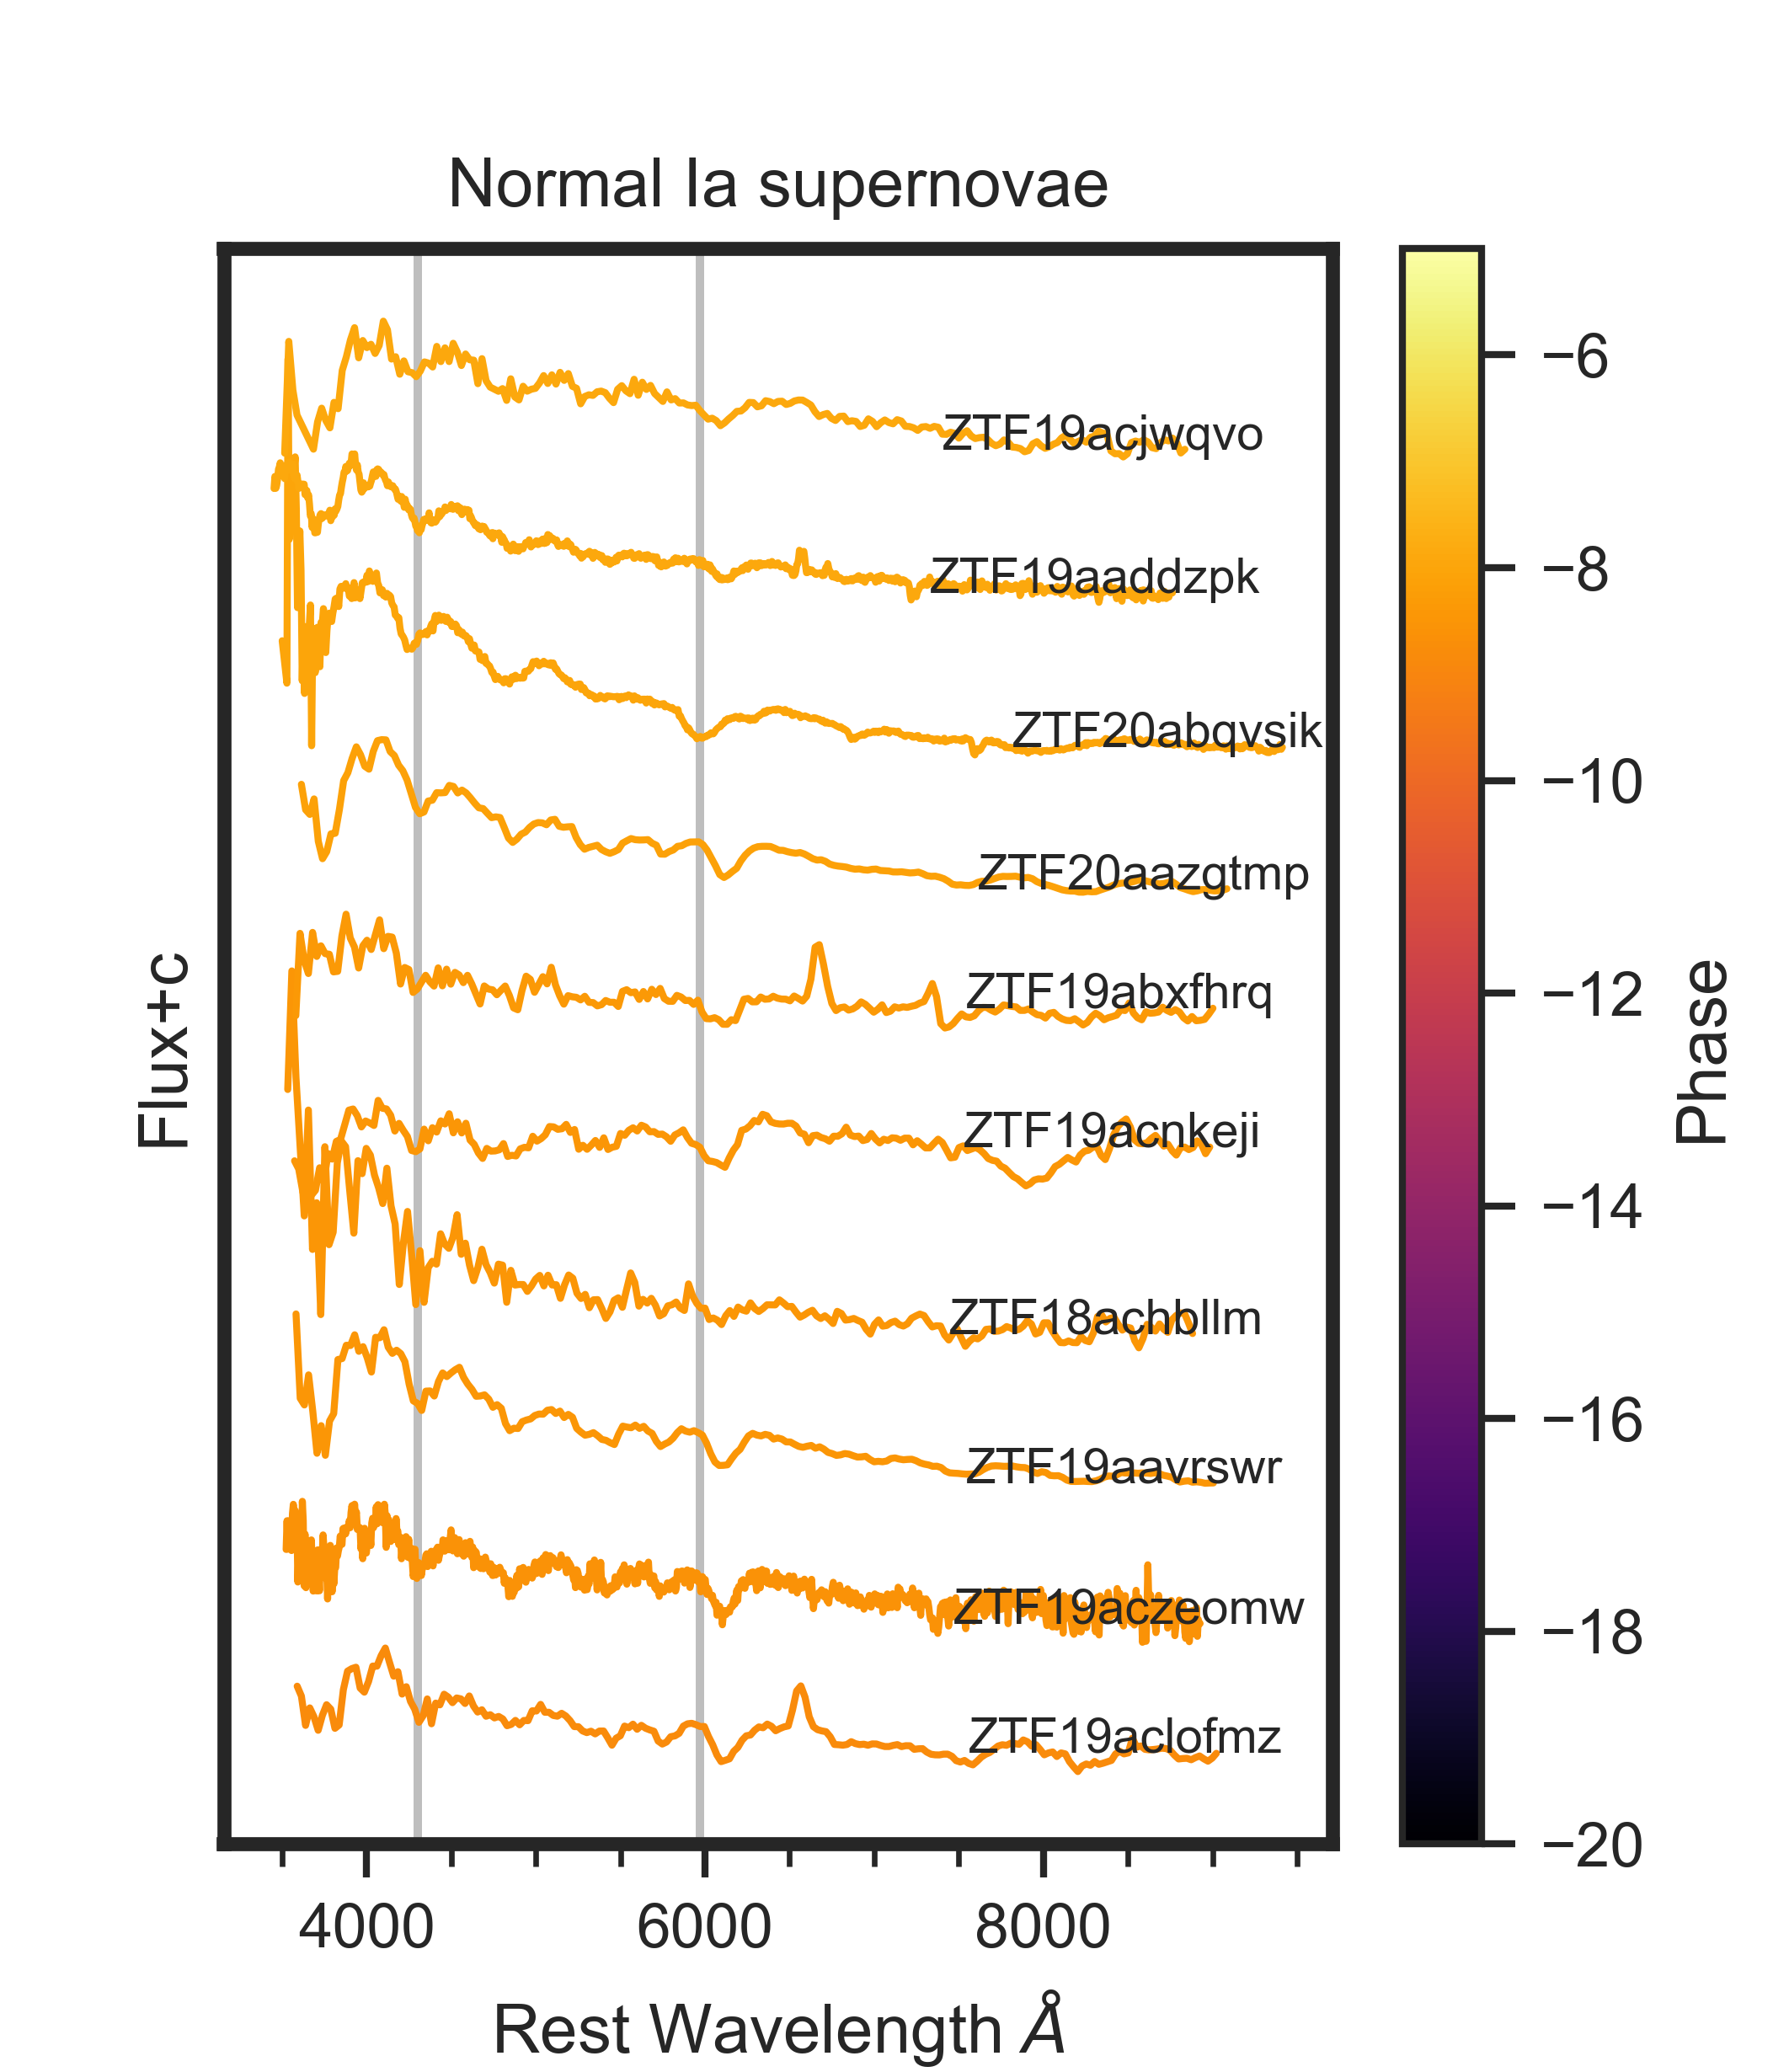 Normal Ia supernovae
ZTF19acjwqvo
ZTF19aaddzpk
ZTF20abqvsik
ZTF20aazgtmp
ZTF19abxfhrq
ZTF19acnkeji
ZTF18achbllm
ZTF19aavrswr
ZTF19aczeomw
ZTF19aclofmz
Flux+c
4000 6000 8000
Rest Wavelength Å
−6
−8
−10
−12
−14
−16
−18
−20
Phase